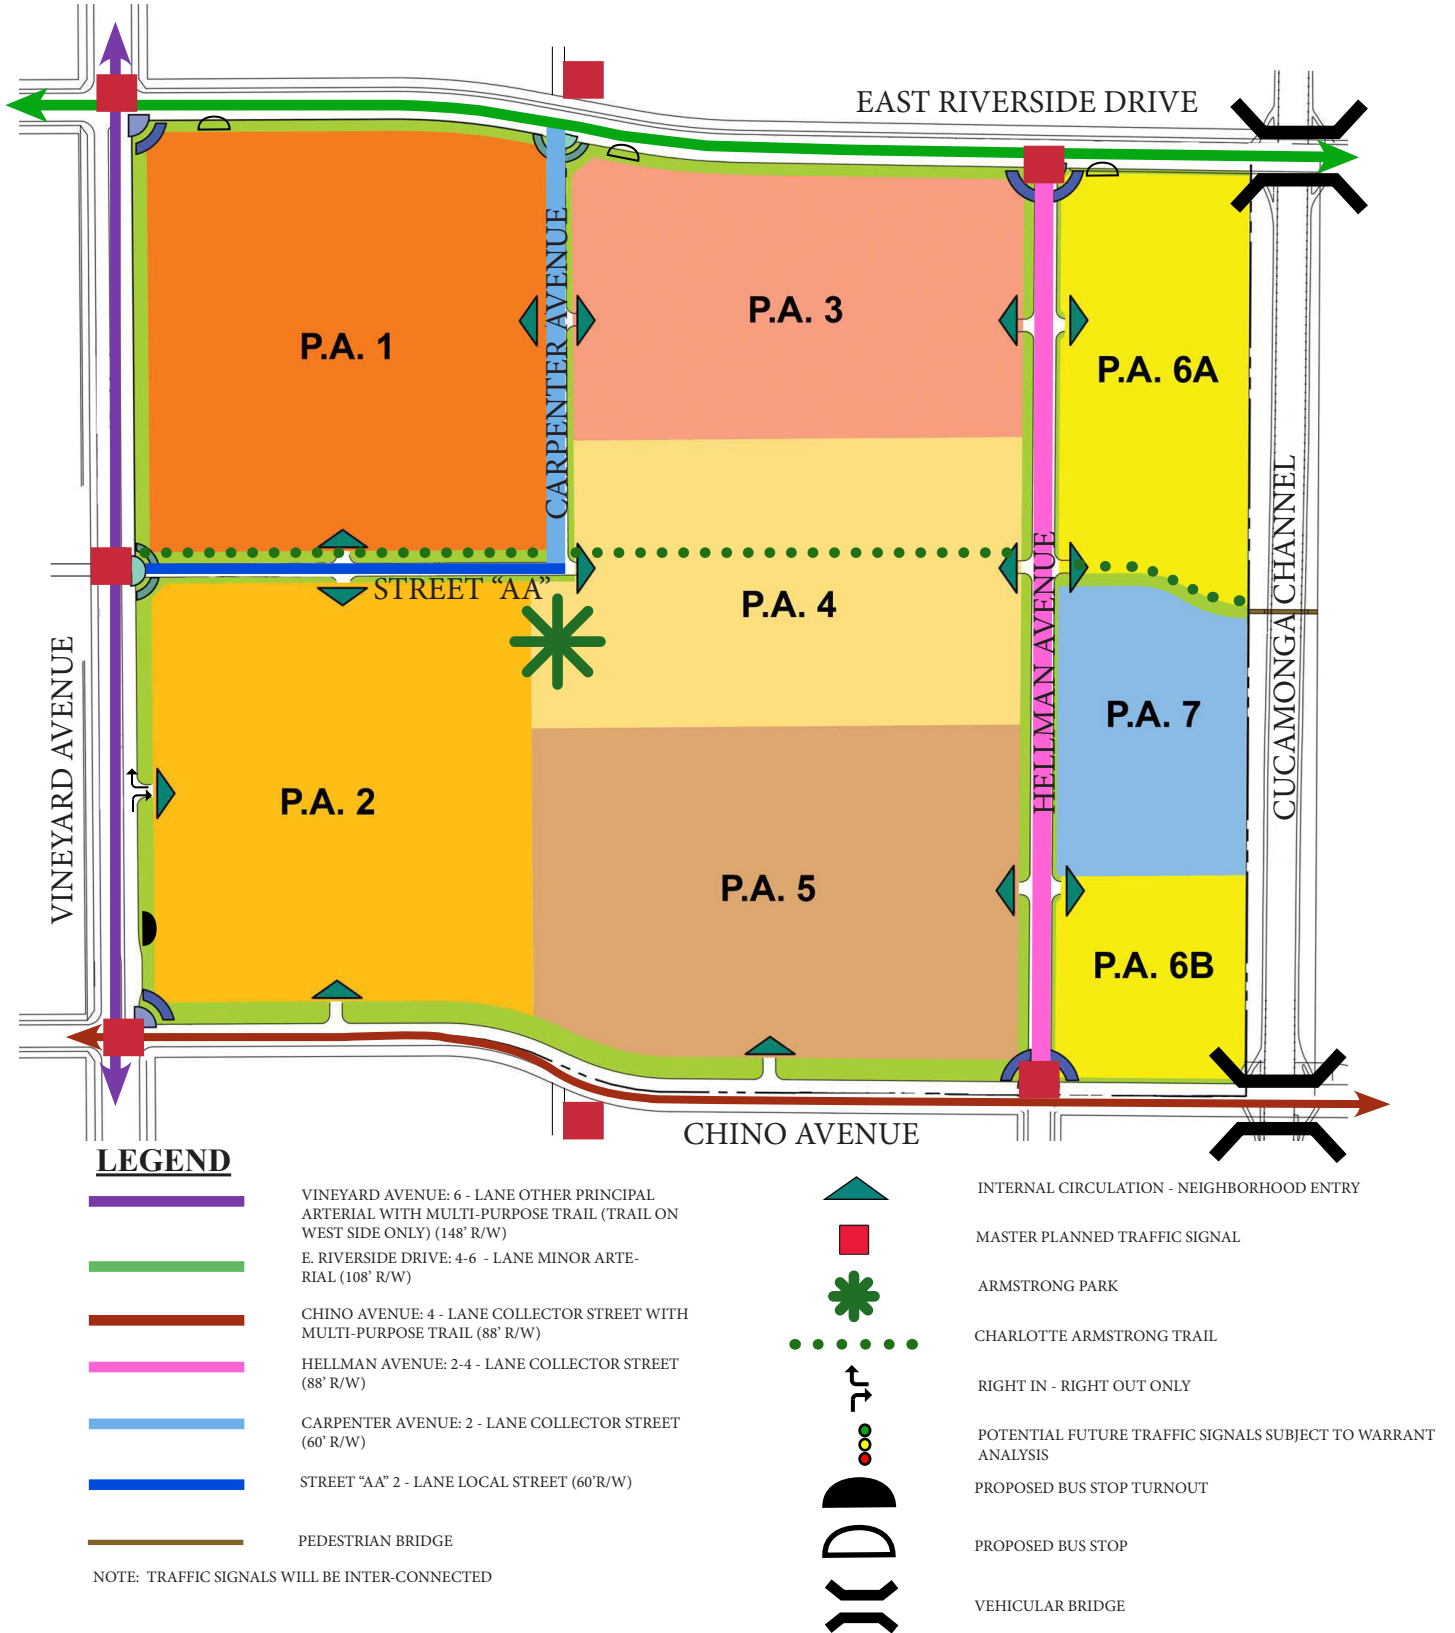 EAST RIVERSIDE DRIVE
CARPENTER AVENUE
P.A. 3
P.A. 1
P.A. 6A
CUCAMONGA CHANNEL
HELLMAN AVENUE
STREET “AA”
P.A. 4
VINEYARD AVENUE
P.A. 7
P.A. 2
P.A. 5
P.A. 6B
CHINO AVENUE
LEGEND
VINEYARD AVENUE: 6 - LANE OTHER PRINCIPAL
ARTERIAL WITH MULTI-PURPOSE TRAIL (TRAIL ON
WEST SIDE ONLY) (148’ R/W)
E. RIVERSIDE DRIVE: 4-6 - LANE MINOR ARTE-
RIAL (108’ R/W)
CHINO AVENUE: 4 - LANE COLLECTOR STREET WITH
MULTI-PURPOSE TRAIL (88’ R/W)
HELLMAN AVENUE: 2-4 - LANE COLLECTOR STREET
(88’ R/W)
CARPENTER AVENUE: 2 - LANE COLLECTOR STREET
(60’ R/W)
STREET “AA” 2 - LANE LOCAL STREET (60’R/W)
PEDESTRIAN BRIDGE
NOTE: TRAFFIC SIGNALS WILL BE INTER-CONNECTED
INTERNAL CIRCULATION - NEIGHBORHOOD ENTRY
MASTER PLANNED TRAFFIC SIGNAL
ARMSTRONG PARK
CHARLOTTE ARMSTRONG TRAIL
RIGHT IN - RIGHT OUT ONLY
POTENTIAL FUTURE TRAFFIC SIGNALS SUBJECT TO WARRANT
ANALYSIS
PROPOSED BUS STOP TURNOUT
PROPOSED BUS STOP
VEHICULAR BRIDGE